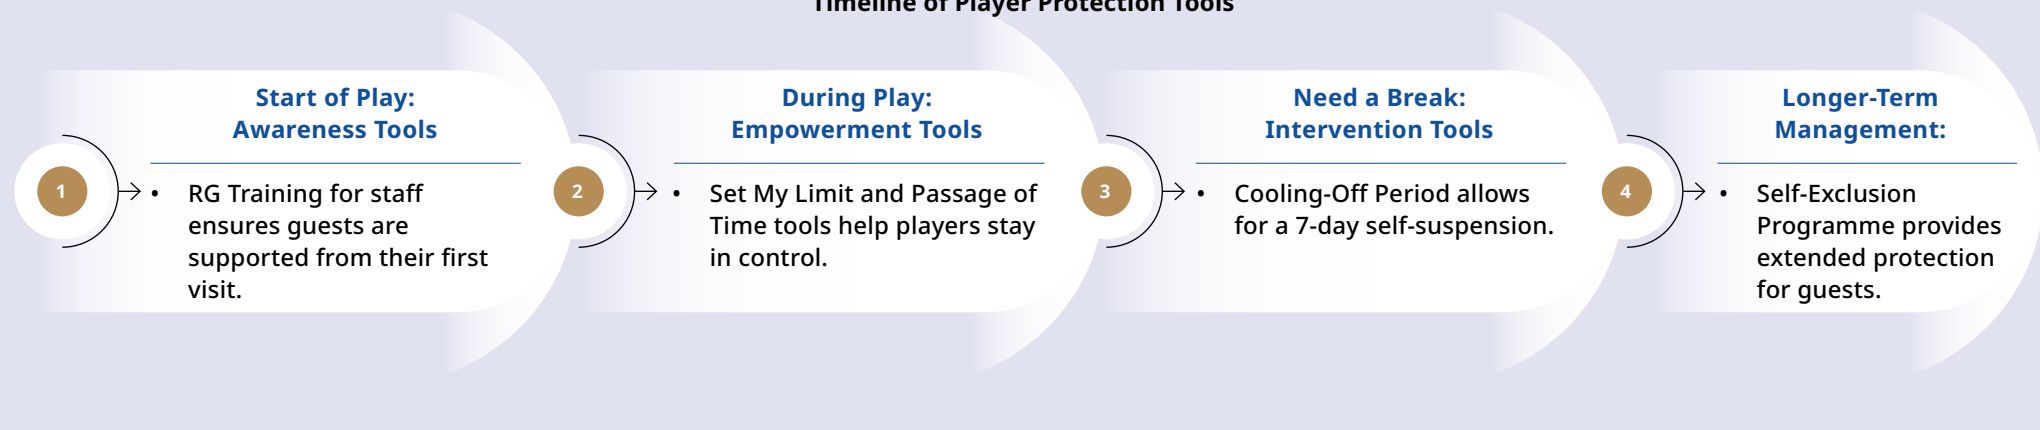 Timeline of Player Protection Tools
Start of Play:
Awareness Tools
1
• RG Training for staff
ensures guests are
supported from their first
visit.
During Play:
Empowerment Tools
2
• Set My Limit and Passage of
Time tools help players stay
in control.
Need a Break:
Intervention Tools
3
• Cooling-Off Period allows
for a 7-day self-suspension.
Longer-Term
Management:
4
• Self-Exclusion
Programme provides
extended protection
for guests.